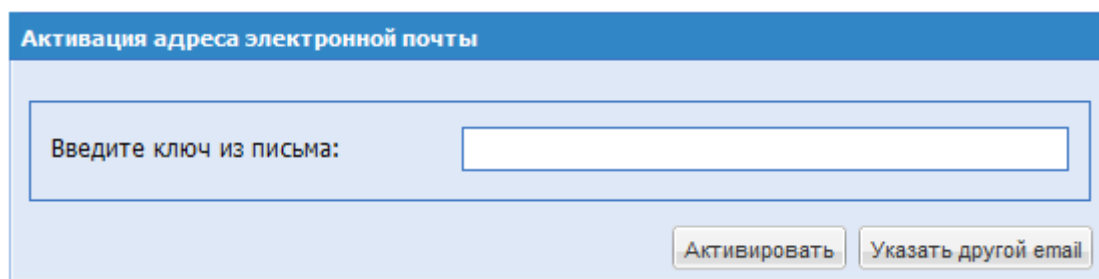 Активация адреса электронной почты
Введите ключ из письма:
Активировать Указать другой email